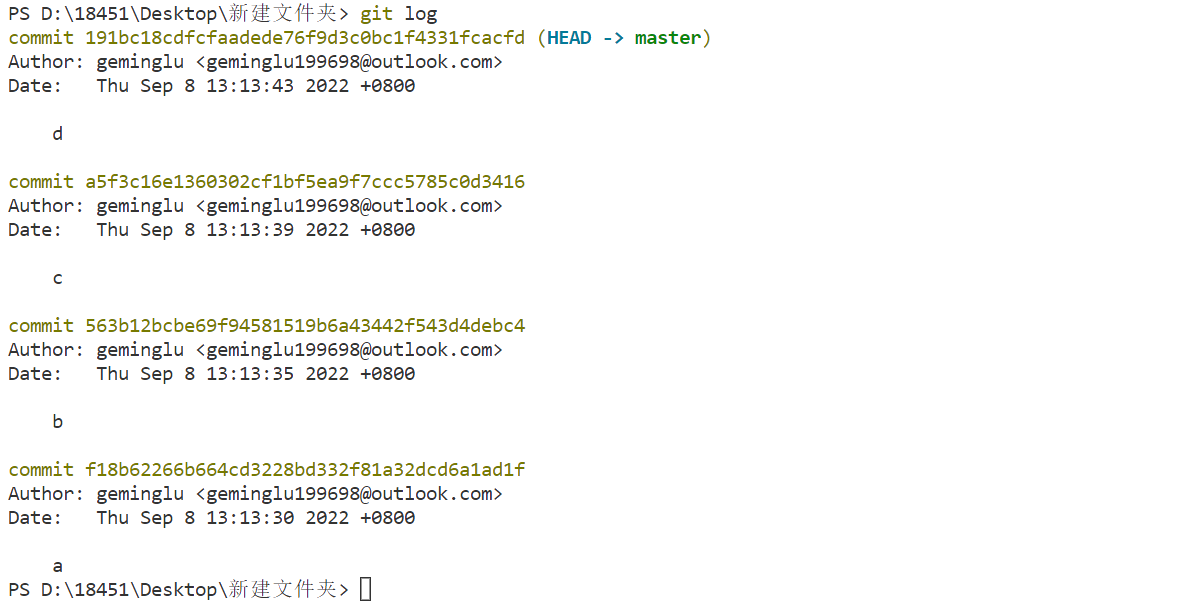 PS D:\18451\Desktop\新建文件夹> git log
commit 191bc18cdfcfaadede76f9d3c0bc1f4331fcacfd (HEAD -> master)
Author: geminglu <geminglu199698@outlook.com>
Date:   Thu Sep 8 13:13:43 2022 +0800
    d
commit a5f3c16e1360302cf1bf5ea9f7ccc5785c0d3416
Author: geminglu <geminglu199698@outlook.com>
Date:   Thu Sep 8 13:13:39 2022 +0800
    c
commit 563b12bcbe69f94581519b6a43442f543d4debc4
Author: geminglu <geminglu199698@outlook.com>
Date:   Thu Sep 8 13:13:35 2022 +0800
    b
commit f18b62266b664cd3228bd332f81a32dcd6a1ad1f
Author: geminglu <geminglu199698@outlook.com>
Date:   Thu Sep 8 13:13:30 2022 +0800
    a
PS D:\18451\Desktop\新建文件夹>